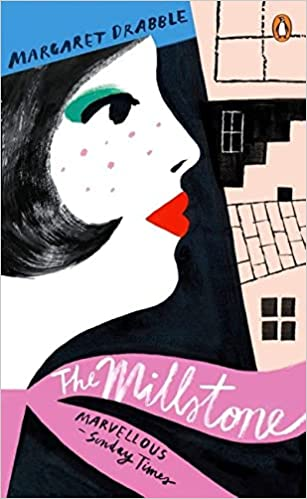 MARGARET DRABBLE
The Millstone
MARVELLOUS
—Sunday Times